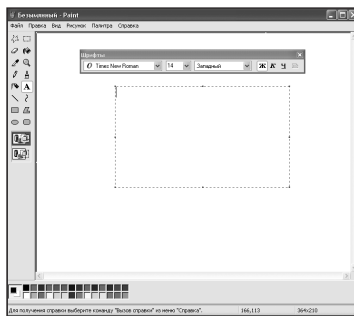 Безымянный - Paint
Файл Правка Вид Рисунок Палитра Справка
Шрифты
Times New Roman 14 Западный Ж К Ч
A
Для получения справки выберите команду "Вызов справки" из меню "Справка". 166,113 364x210